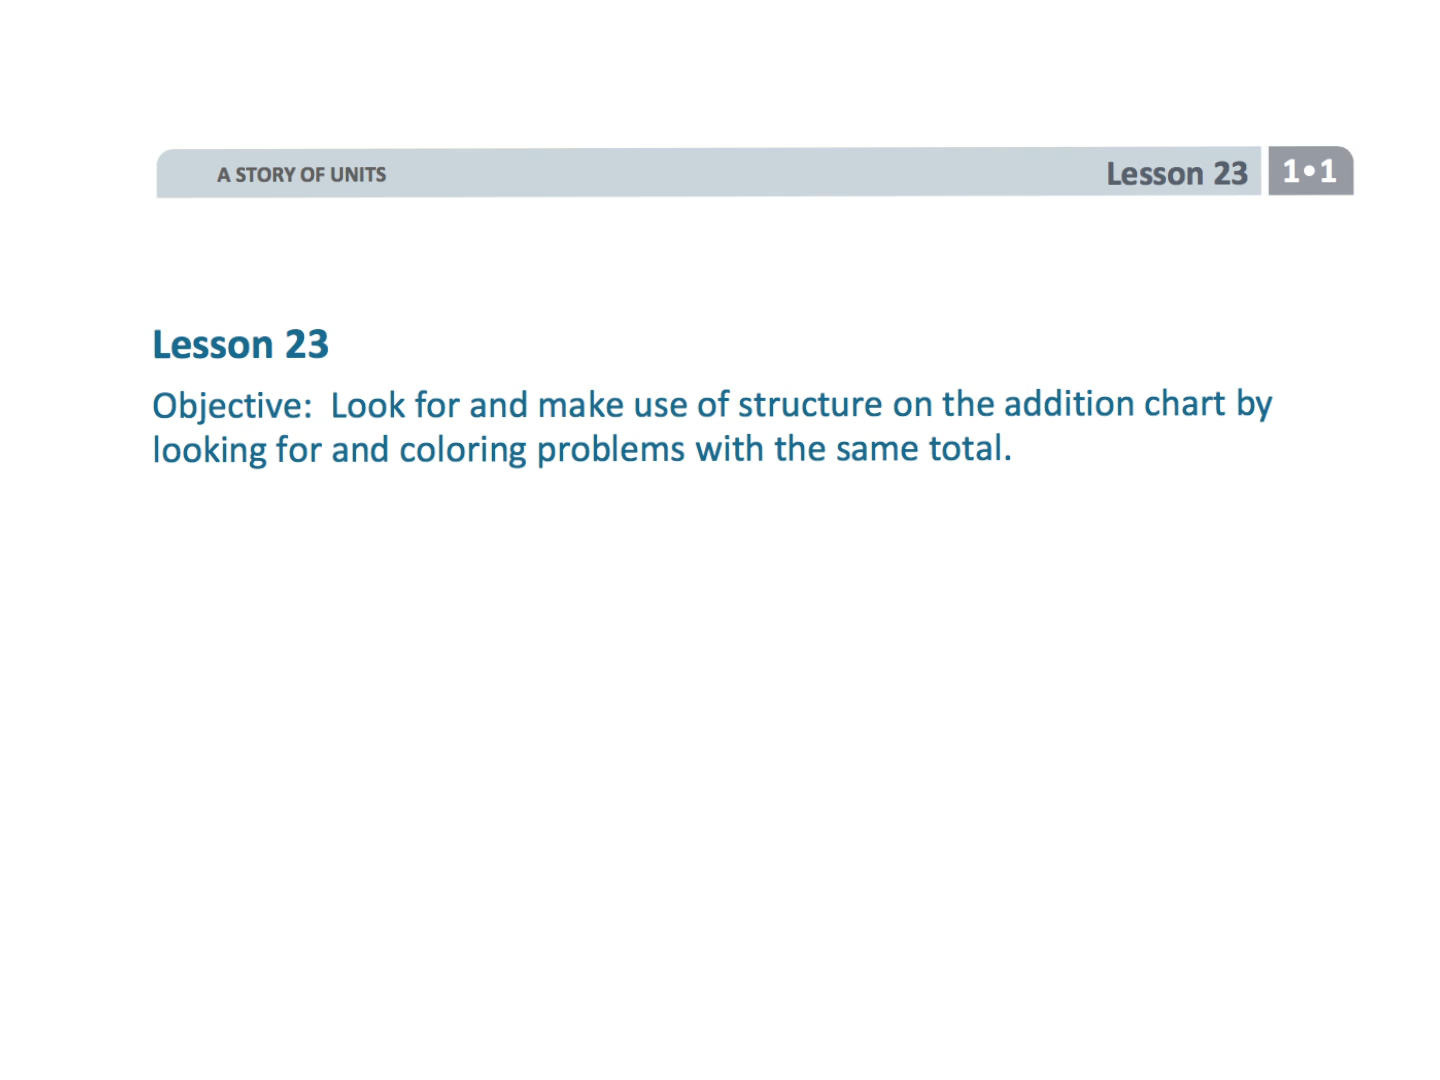 A STORY OF UNITS
Lesson 23
1•1
Lesson 23
Objective: Look for and make use of structure on the addition chart by
looking for and coloring problems with the same total.